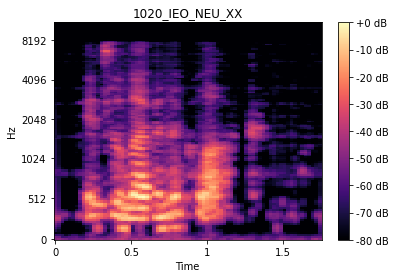 1020_IEO_NEU_XX
Hz
8192
4096
2048
1024
512
0
0
0.5
1
1.5
Time
+0 dB
-10 dB
-20 dB
-30 dB
-40 dB
-50 dB
-60 dB
-70 dB
-80 dB